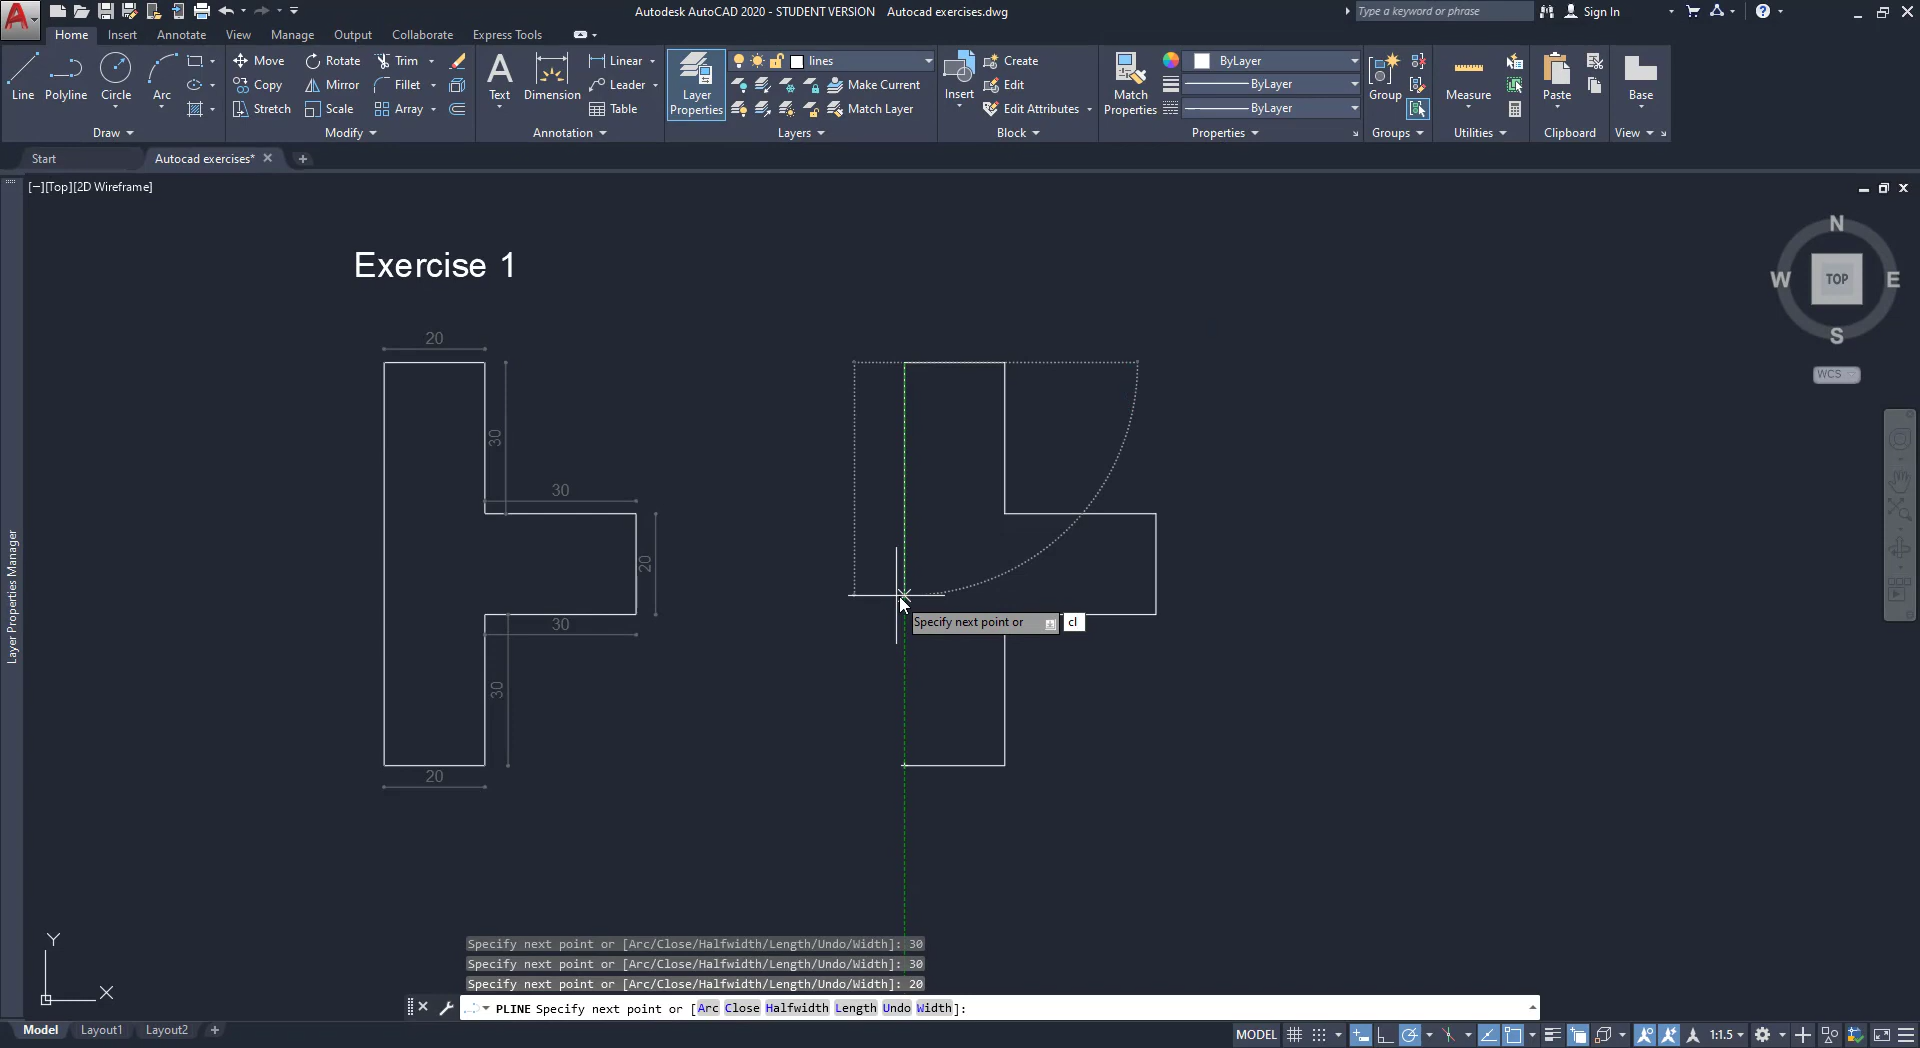 Autodesk AutoCAD 2020 - STUDENT VERSION Autocad exercises.dwg
Type a keyword or phrase
Sign In
Home Insert Annotate View Manage Output Collaborate Express Tools
Line Polyline Circle Arc
Draw
Move Rotate Trim
Copy Mirror Fillet
Stretch Scale Array
Modify
Text Dimension
Linear
Leader
Table
Annotation
Layer Properties
lines
Make Current
Match Layer
Layers
Insert
Create
Edit
Edit Attributes
Block
Match Properties
ByLayer
ByLayer
ByLayer
Properties
Group
Groups
Measure
Utilities
Paste
Clipboard
Base
View
Start Autocad exercises*
[−][Top][2D Wireframe]
N
W TOP E
S
WCS
Exercise 1
20
30
30
20
30
30
20
Specify next point or cl
Layer Properties Manager
Y
X
Specify next point or [Arc/Close/Halfwidth/Length/Undo/Width]: 30
Specify next point or [Arc/Close/Halfwidth/Length/Undo/Width]: 30
Specify next point or [Arc/Close/Halfwidth/Length/Undo/Width]: 20
PLINE Specify next point or [Arc Close Halfwidth Length Undo Width]:
Model Layout1 Layout2
MODEL 1:1.5